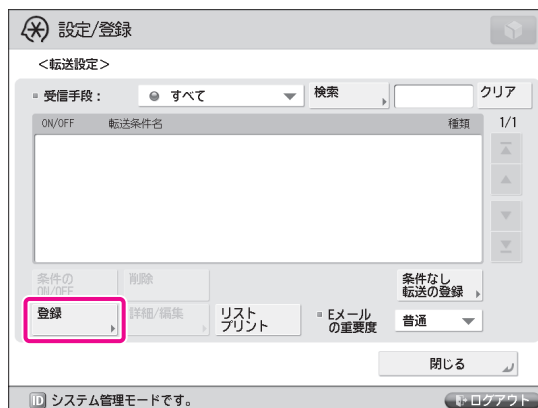 設定/登録
<転送設定>
受信手段：
すべて
検索
クリア
ON/OFF 転送条件名 種類 1/1
条件の
ON/OFF
削除
条件なし
転送の登録
登録
詳細/編集
リスト
プリント
Eメール
の重要度
普通
閉じる
ID システム管理モードです。
ログアウト